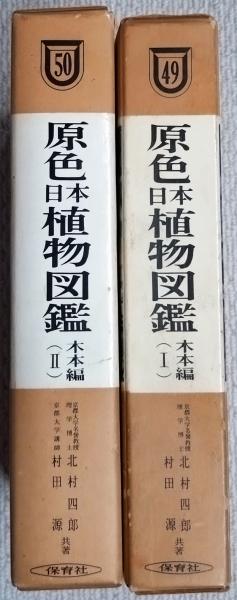 50
原色
日本
植物図鑑
木本編
（Ⅱ）
京都大学名誉教授
理学博士
北村四郎
京都大学講師
村田源
共著
保育社
49
原色
日本
植物図鑑
木本編
（Ⅰ）
京都大学名誉教授
理学博士
北村四郎
村田源
共著
保育社